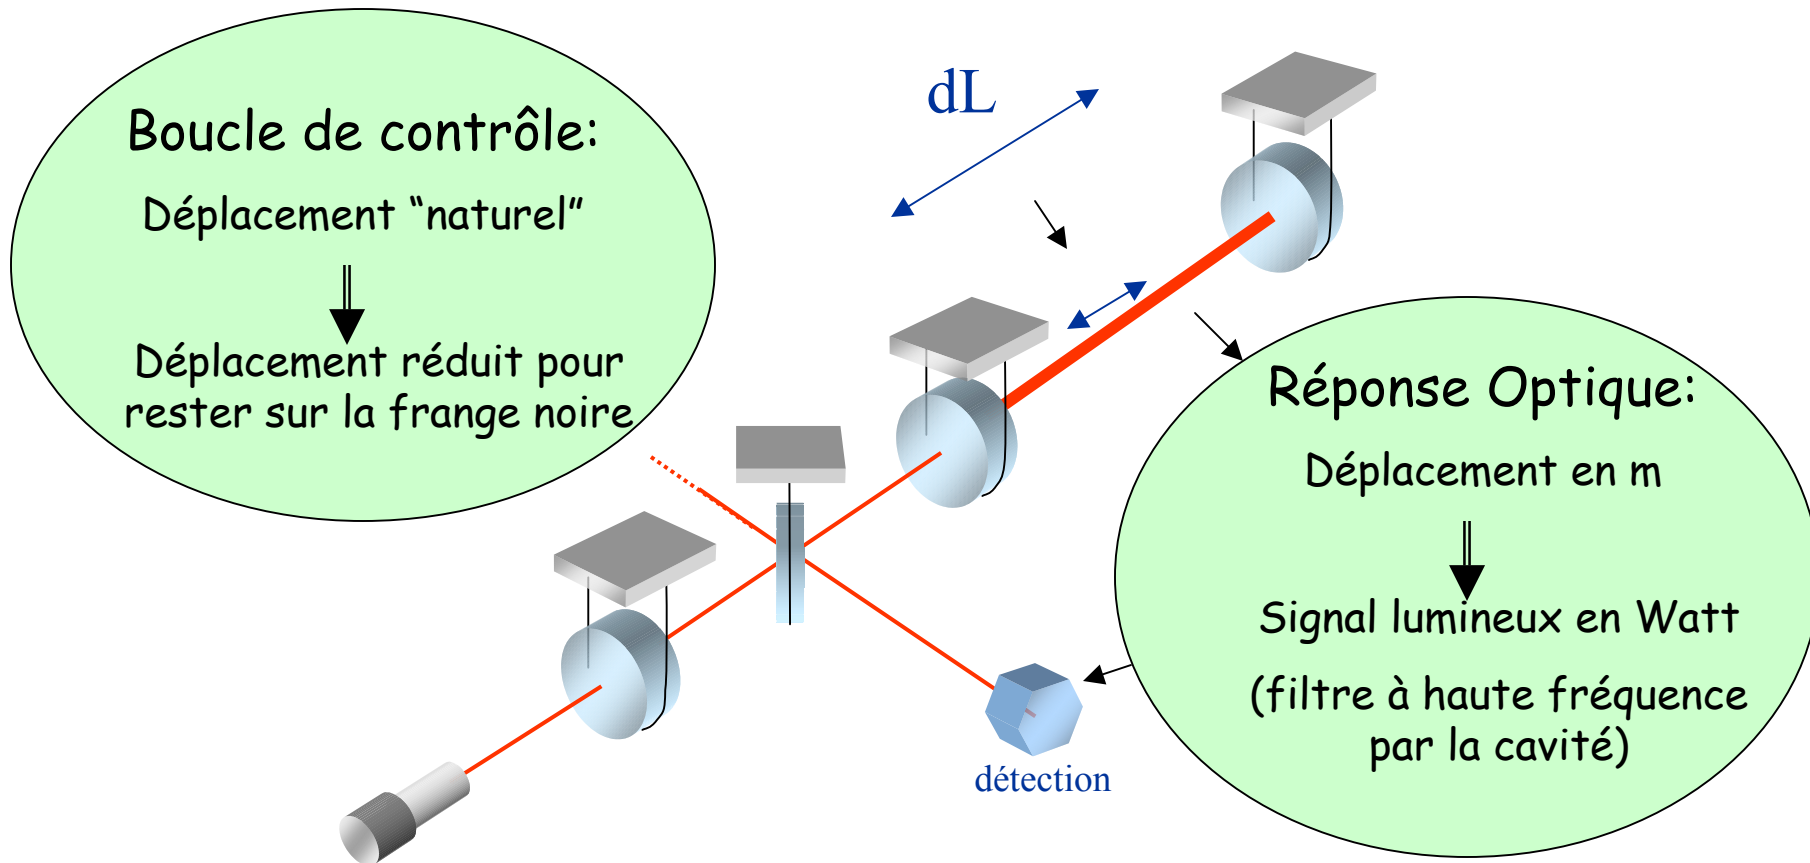 Boucle de contrôle:
Déplacement “naturel”
Déplacement réduit pour
rester sur la frange noire
dL
Réponse Optique:
Déplacement en m
Signal lumineux en Watt
(filtre à haute fréquence
par la cavité)
détection